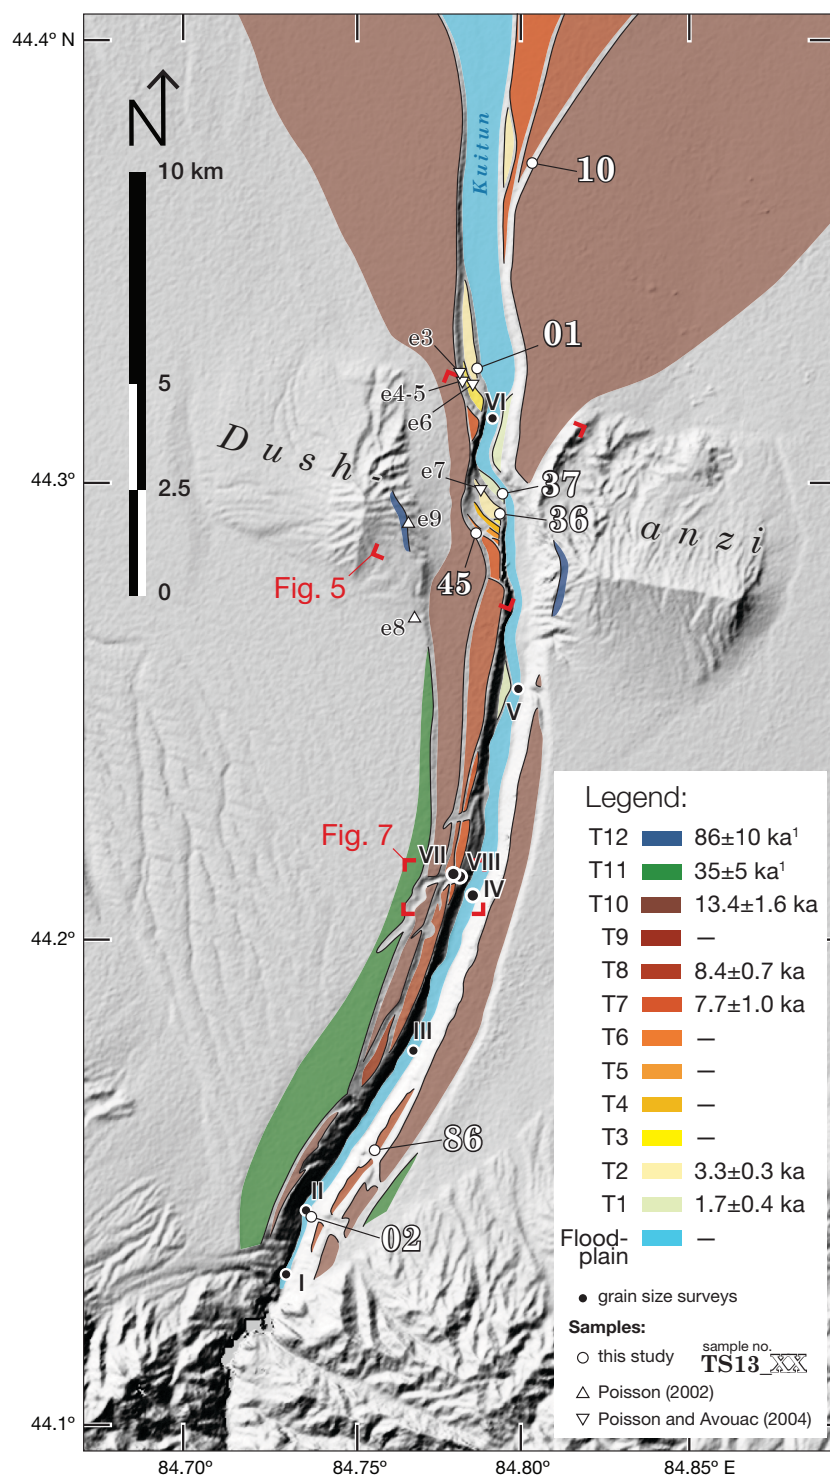 44.4° N
N
10 km
Kuitun
10
01
e3
5
e4-5
e6
VI
Dush-
44.3°
2.5
e7
37
e9
36
anzi
Fig. 5
45
0
e8
V
Legend:
Fig. 7
VII
VIII
IV
T12 86±10 ka¹
T11 35±5 ka¹
T10 13.4±1.6 ka
44.2°
T9 —
T8 8.4±0.7 ka
T7 7.7±1.0 ka
III
T6 —
T5 —
T4 —
86
T3 —
T2 3.3±0.3 ka
II
T1 1.7±0.4 ka
02
Flood-
plain —
I
grain size surveys
Samples:
this study
sample no.
TS13_XX
Poisson (2002)
44.1°
Poisson and Avouac (2004)
84.70° 84.75° 84.80° 84.85° E